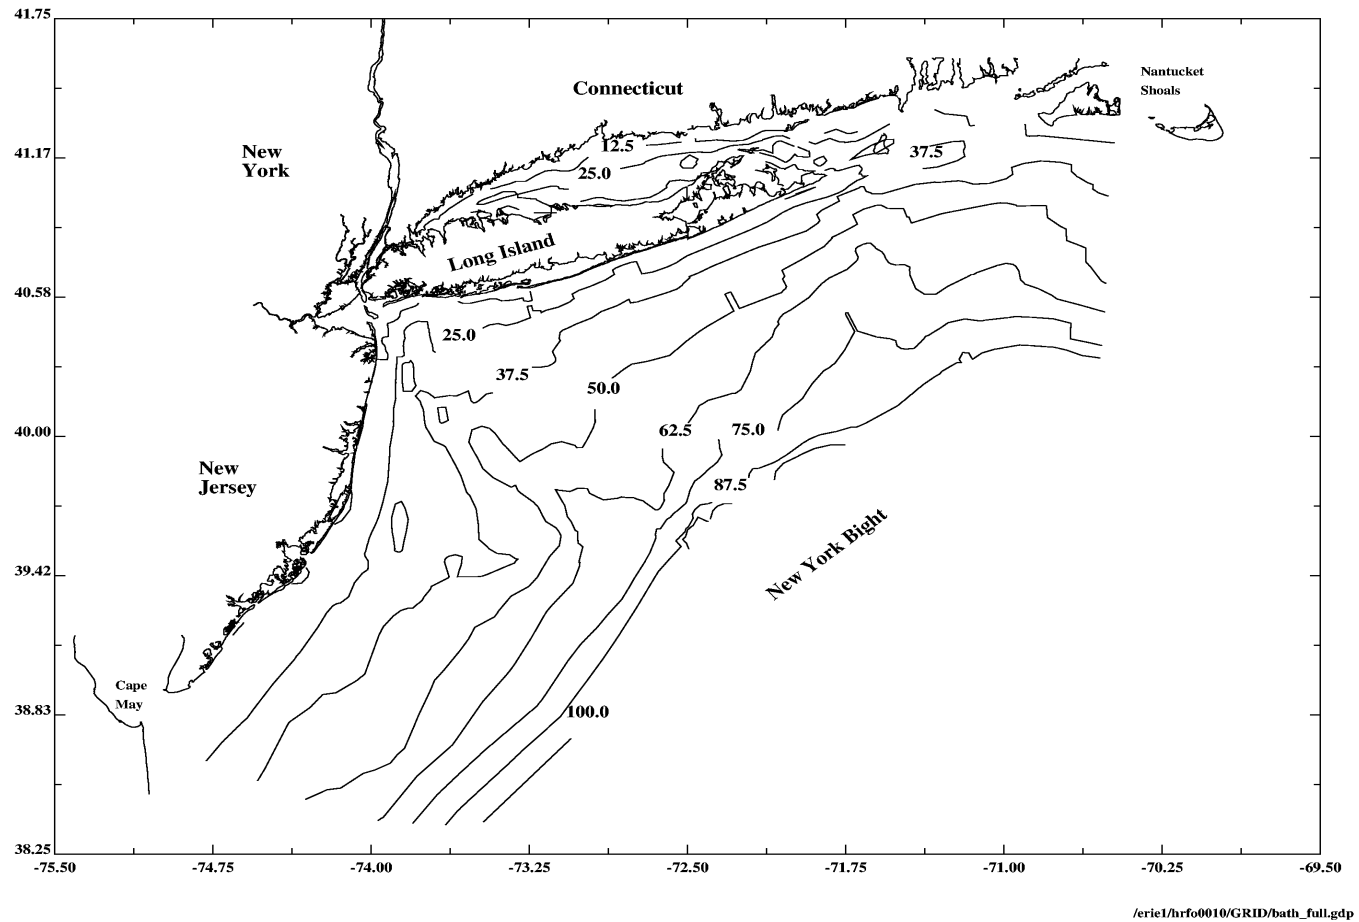 41.75
Connecticut
Nantucket
Shoals
12.5
New
York
41.17
25.0
37.5
Long Island
40.58
25.0
37.5
50.0
40.00
62.5
75.0
New
Jersey
87.5
New York Bight
39.42
Cape
May
38.83
100.0
38.25
-75.50 -74.75 -74.00 -73.25 -72.50 -71.75 -71.00 -70.25 -69.50
/erie1/hrfo0010/GRID/bath_full.gdp